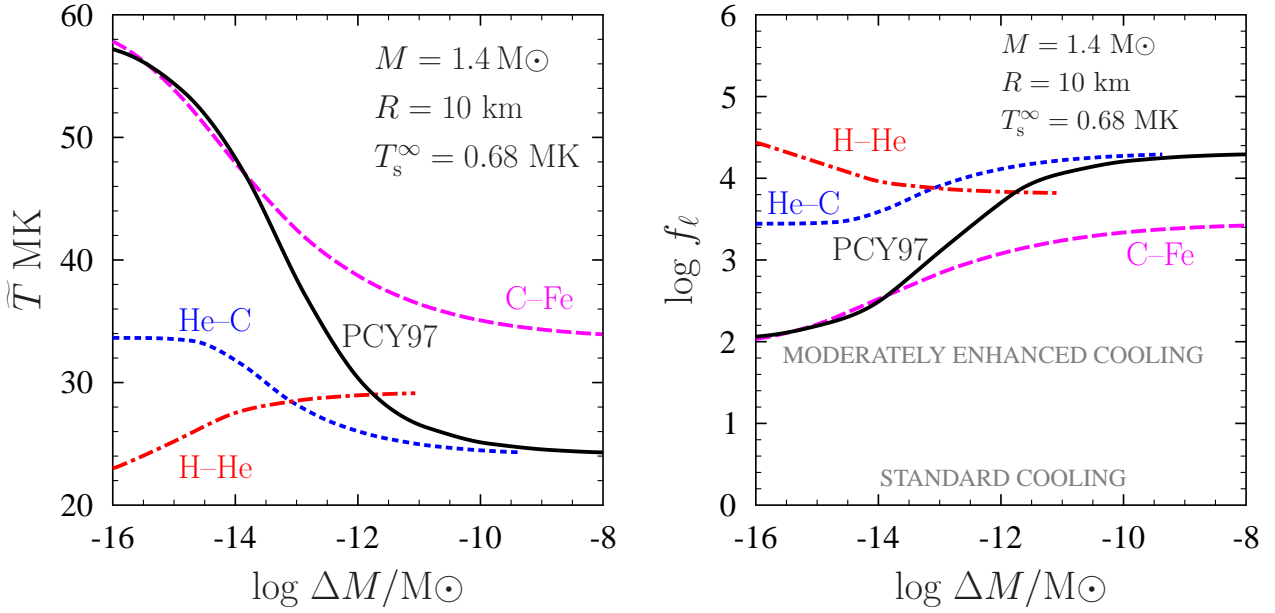 60
50
40
30
20
T̃ MK
M = 1.4 M⊙
R = 10 km
T_s^∞ = 0.68 MK
C–Fe
He–C
PCY97
H–He
-16 -14 -12 -10 -8
log ΔM/M⊙
6
5
4
3
2
1
0
log f_ℓ
M = 1.4 M⊙
R = 10 km
T_s^∞ = 0.68 MK
H–He
He–C
PCY97
C–Fe
MODERATELY ENHANCED COOLING
STANDARD COOLING
-16 -14 -12 -10 -8
log ΔM/M⊙